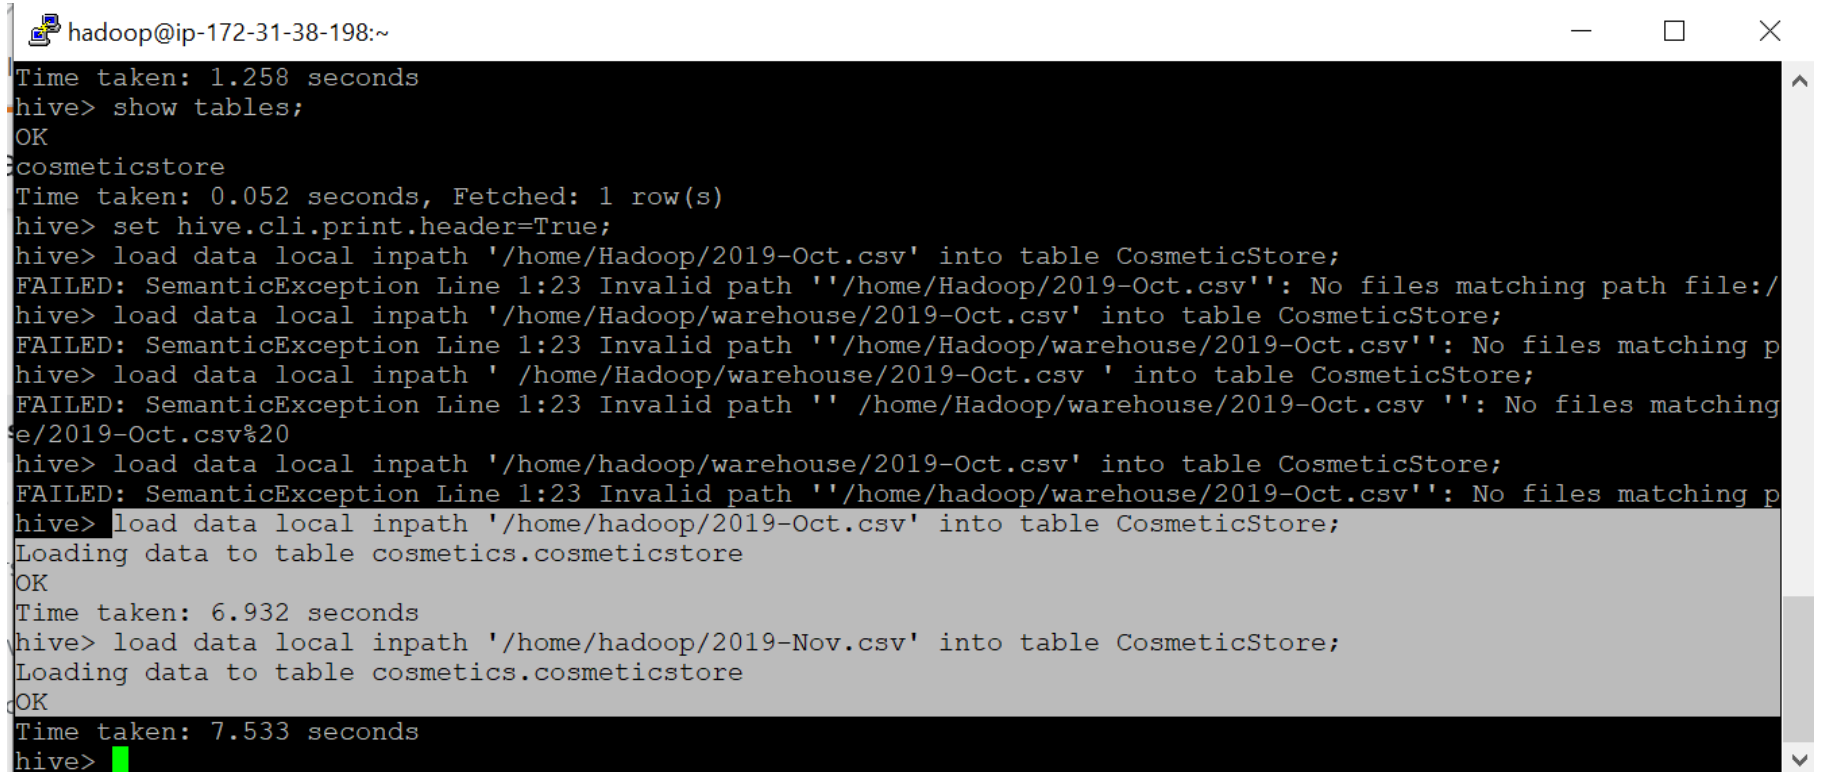 hadoop@ip-172-31-38-198:~
Time taken: 1.258 seconds
hive> show tables;
OK
cosmeticstore
Time taken: 0.052 seconds, Fetched: 1 row(s)
hive> set hive.cli.print.header=True;
hive> load data local inpath '/home/Hadoop/2019-Oct.csv' into table CosmeticStore;
FAILED: SemanticException Line 1:23 Invalid path ''/home/Hadoop/2019-Oct.csv'': No files matching path file:/
hive> load data local inpath '/home/Hadoop/warehouse/2019-Oct.csv' into table CosmeticStore;
FAILED: SemanticException Line 1:23 Invalid path ''/home/Hadoop/warehouse/2019-Oct.csv'': No files matching p
hive> load data local inpath ' /home/Hadoop/warehouse/2019-Oct.csv ' into table CosmeticStore;
FAILED: SemanticException Line 1:23 Invalid path '' /home/Hadoop/warehouse/2019-Oct.csv '': No files matching
e/2019-Oct.csv%20
hive> load data local inpath '/home/hadoop/warehouse/2019-Oct.csv' into table CosmeticStore;
FAILED: SemanticException Line 1:23 Invalid path ''/home/hadoop/warehouse/2019-Oct.csv'': No files matching p
hive> load data local inpath '/home/hadoop/2019-Oct.csv' into table CosmeticStore;
Loading data to table cosmetics.cosmeticstore
OK
Time taken: 6.932 seconds
hive> load data local inpath '/home/hadoop/2019-Nov.csv' into table CosmeticStore;
Loading data to table cosmetics.cosmeticstore
OK
Time taken: 7.533 seconds
hive>